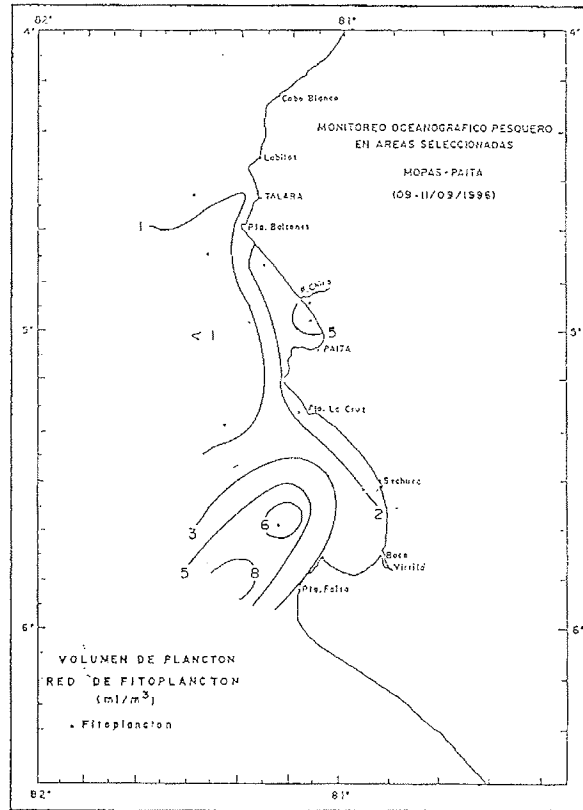 82°
81°
4°
4°
Cabo Blanco
MONITOREO OCEANOGRAFICO PESQUERO
EN AREAS SELECCIONADAS
Lobitos
MOPAS-PAITA
TALARA
(09-11/09/1996)
1
Pta. Balcones
R. Chira
5°
< 1
5
5°
PAITA
Pta. La Cruz
Sechura
2
3
6
5
8
Boca
Virrilá
Pta. Falsa
6°
6°
VOLUMEN DE PLANCTON
RED DE FITOPLANCTON
(ml/m³)
• Fitoplancton
82°
81°